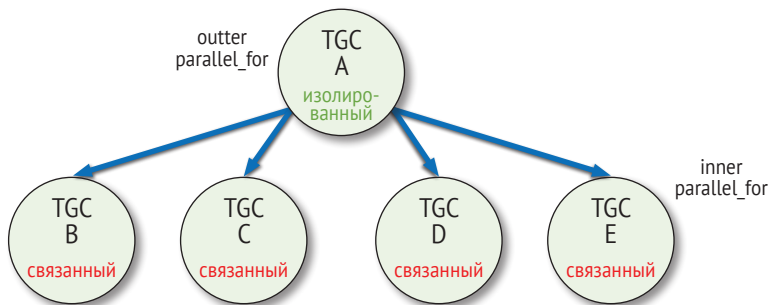 outter
parallel_for
TGC
A
изолиро-
ванный
inner
parallel_for
TGC
B
связанный
TGC
C
связанный
TGC
D
связанный
TGC
E
связанный